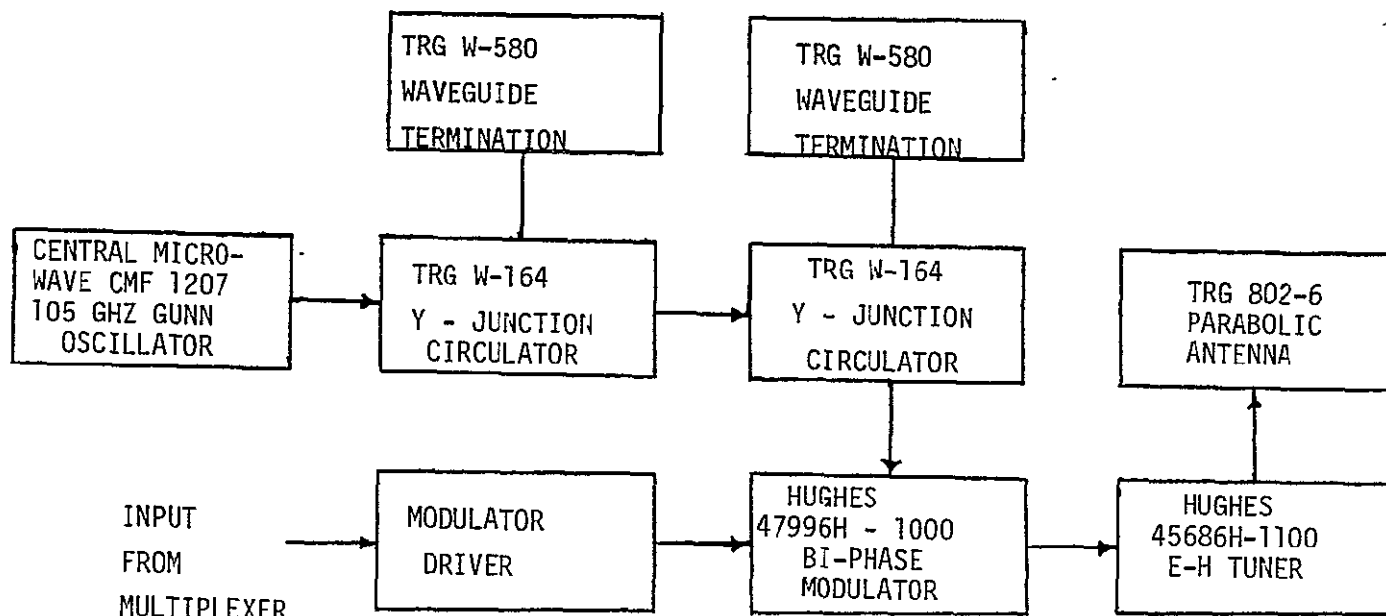 TRG W-580
WAVEGUIDE
TERMINATION
TRG W-580
WAVEGUIDE
TERMINATION
CENTRAL MICRO-
WAVE CMF 1207
105 GHZ GUNN
OSCILLATOR
TRG W-164
Y - JUNCTION
CIRCULATOR
TRG W-164
Y - JUNCTION
CIRCULATOR
TRG 802-6
PARABOLIC
ANTENNA
INPUT
FROM
MULTIPLEXER
MODULATOR
DRIVER
HUGHES
47996H - 1000
BI-PHASE
MODULATOR
HUGHES
45686H-1100
E-H TUNER